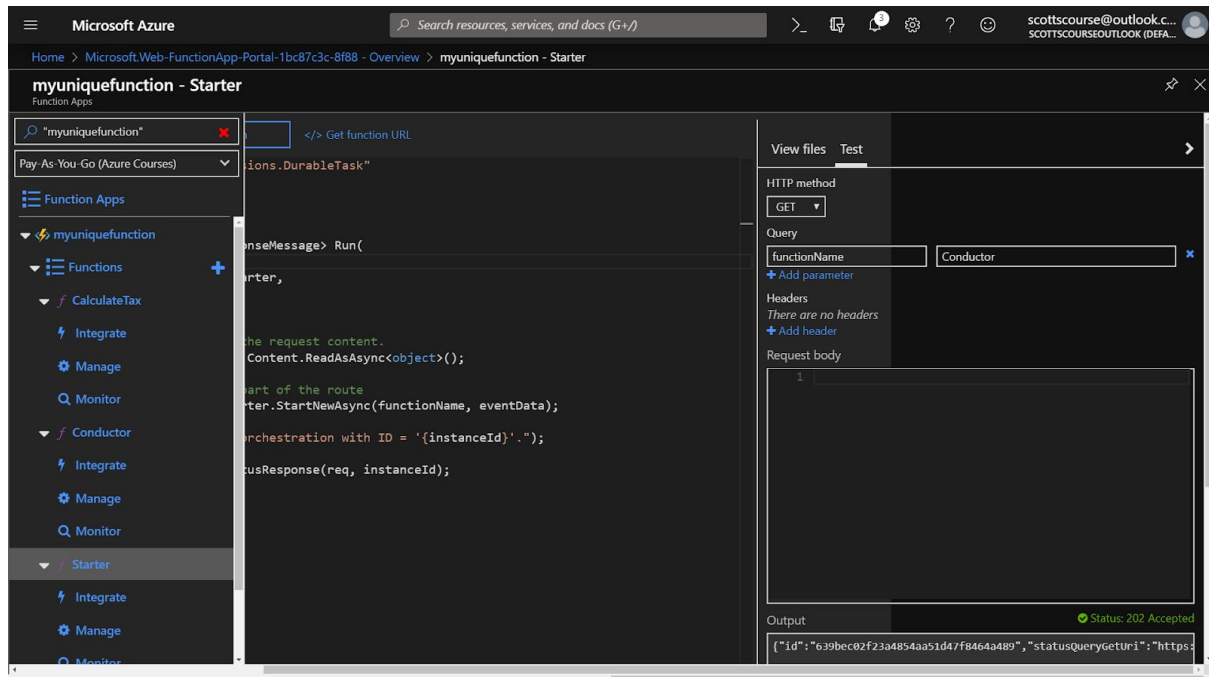 Microsoft Azure
Search resources, services, and docs (G+/)
3
scottscourse@outlook.c...
SCOTTSCOURSEOUTLOOK (DEFA...
Home > Microsoft.Web-FunctionApp-Portal-1bc87c3c-8f88 - Overview > myuniquefunction - Starter
myuniquefunction - Starter
Function Apps
"myuniquefunction"
Pay-As-You-Go (Azure Courses)
Function Apps
myuniquefunction
Functions
CalculateTax
Integrate
Manage
Monitor
Conductor
Integrate
Manage
Monitor
Starter
Integrate
Manage
Monitor
</> Get function URL
sions.DurableTask"
onseMessage> Run(
arter,
the request content.
Content.ReadAsAsync<object>();
part of the route
rter.StartNewAsync(functionName, eventData);
orchestration with ID = '{instanceId}'.");
tusResponse(req, instanceId);
View files Test
HTTP method
GET
Query
functionName Conductor
+ Add parameter
Headers
There are no headers
+ Add header
Request body
1
Output Status: 202 Accepted
{"id":"639bec02f23a4854aa51d47f8464a489","statusQueryGetUri":"https: